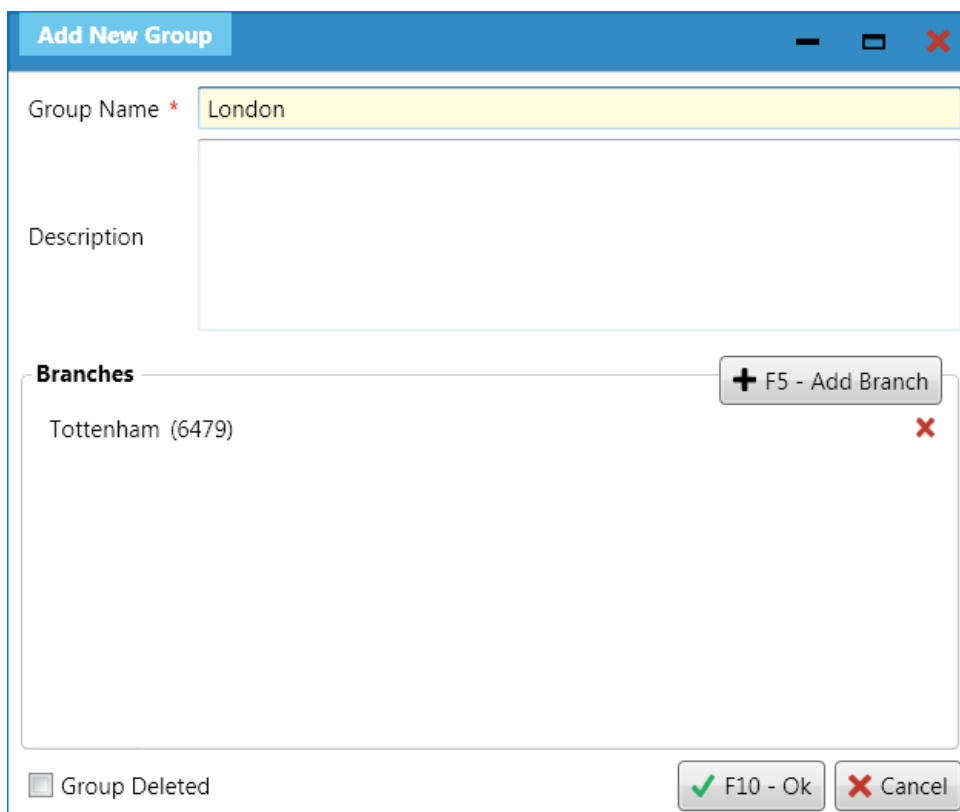 Add New Group
Group Name * London
Description
Branches
F5 - Add Branch
Tottenham (6479)
Group Deleted
F10 - Ok
Cancel